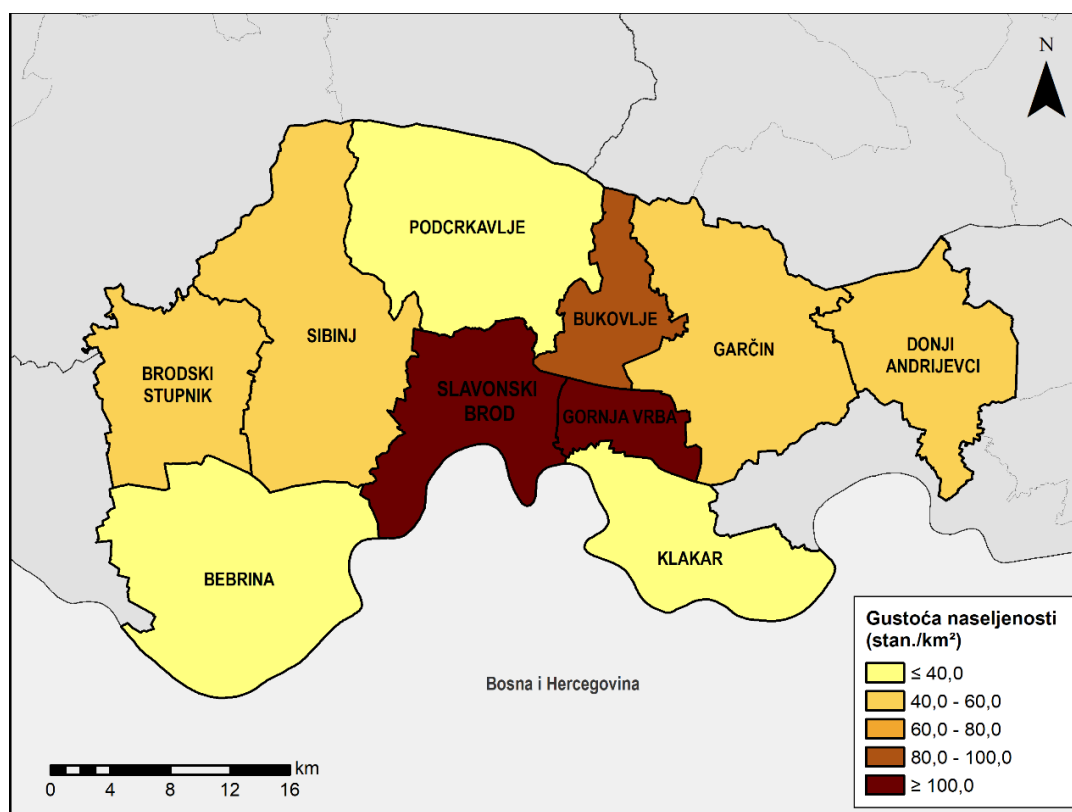 N
PODCRKAVLJE
BUKOVLJE
SIBINJ
GARČIN
DONJI
ANDRIJEVCI
BRODSKI
STUPNIK
SLAVONSKI
BROD
GORNJA VRBA
KLAKAR
BEBRINA
Bosna i Hercegovina
Gustoća naseljenosti
(stan./km²)
≤ 40,0
40,0 - 60,0
60,0 - 80,0
80,0 - 100,0
≥ 100,0
km
0 4 8 12 16